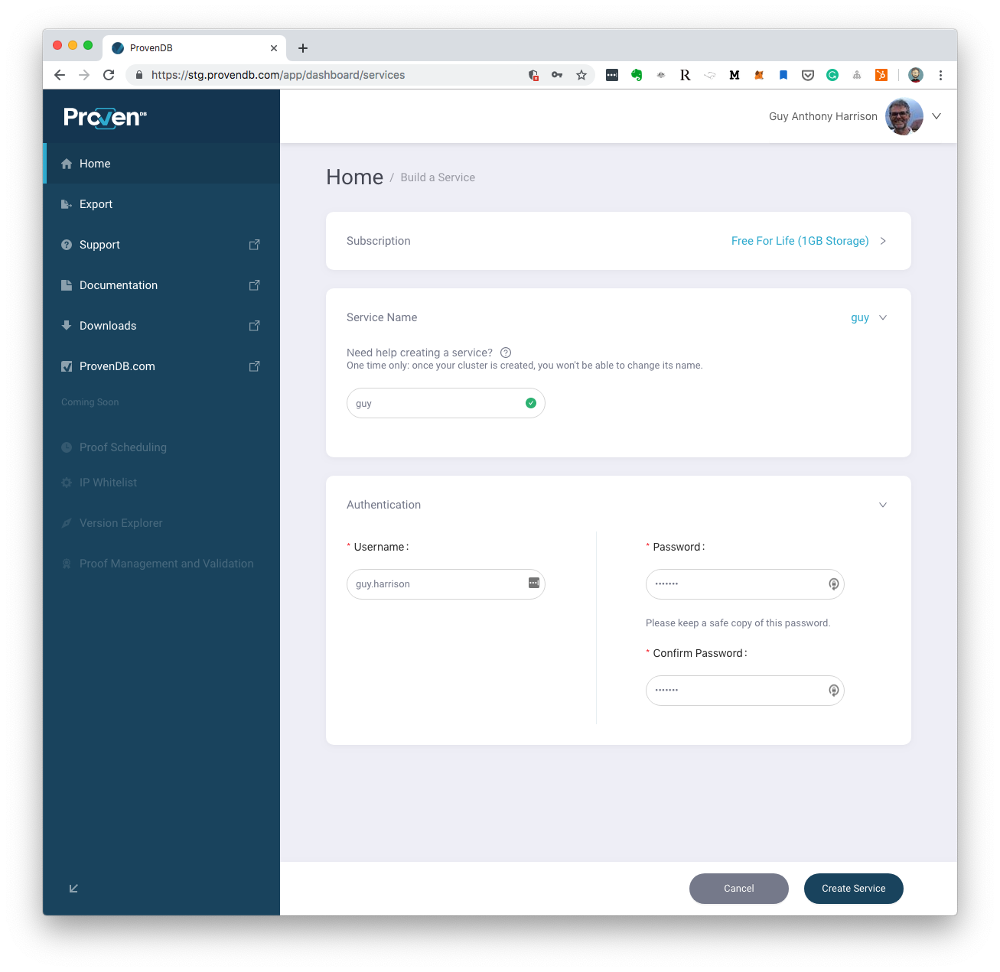 ProvenDB
https://stg.provendb.com/app/dashboard/services
ProvenDB
Guy Anthony Harrison
Home
Export
Support
Documentation
Downloads
ProvenDB.com
Coming Soon
Proof Scheduling
IP Whitelist
Version Explorer
Proof Management and Validation
Home / Build a Service
Subscription
Free For Life (1GB Storage)
Service Name
guy
Need help creating a service?
One time only: once your cluster is created, you won't be able to change its name.
guy
Authentication
* Username:
guy.harrison
* Password:
•••••••
Please keep a safe copy of this password.
* Confirm Password:
•••••••
Cancel
Create Service